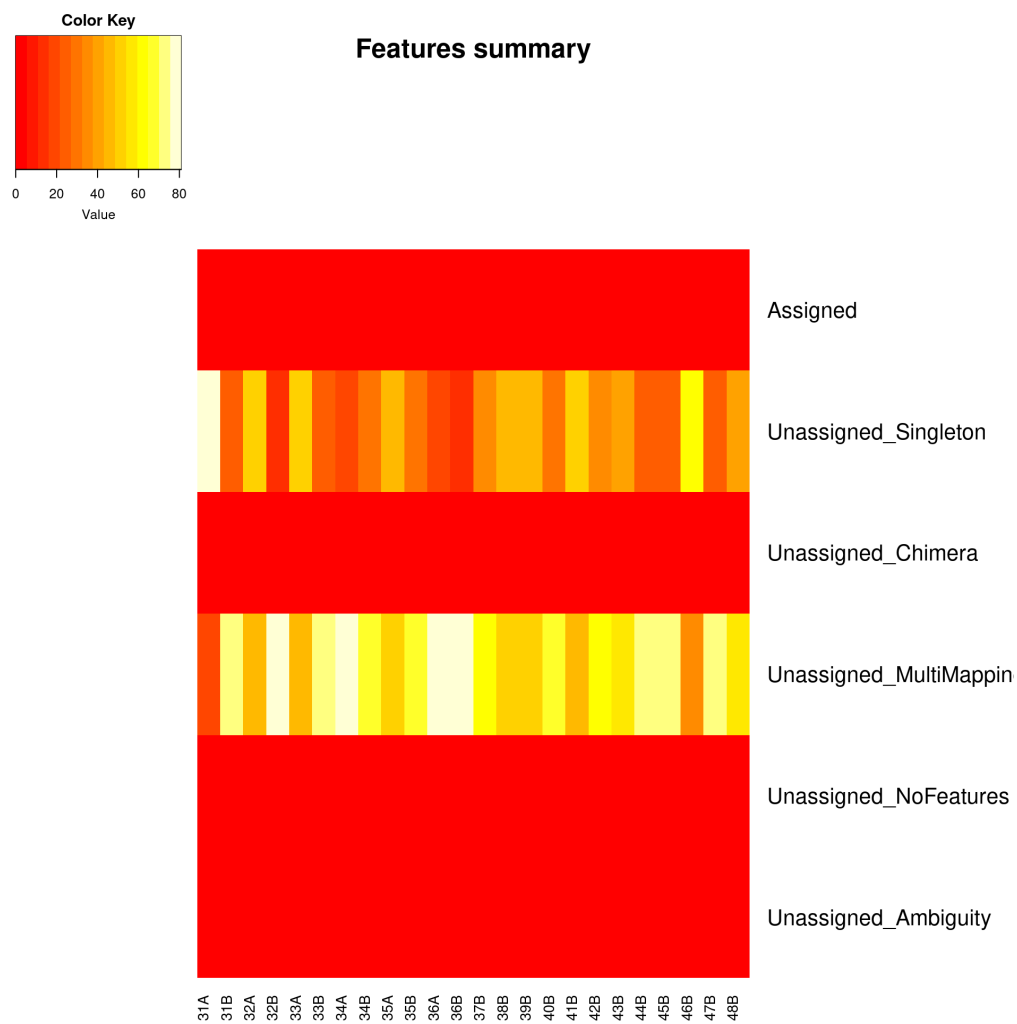 Color Key
Features summary
0 20 40 60 80
Value
Assigned
Unassigned_Singleton
Unassigned_Chimera
Unassigned_MultiMappin
Unassigned_NoFeatures
Unassigned_Ambiguity
31A 31B 32A 32B 33A 33B 34A 34B 35A 35B 36A 36B 37B 38B 39B 40B 41B 42B 43B 44B 45B 46B 47B 48B